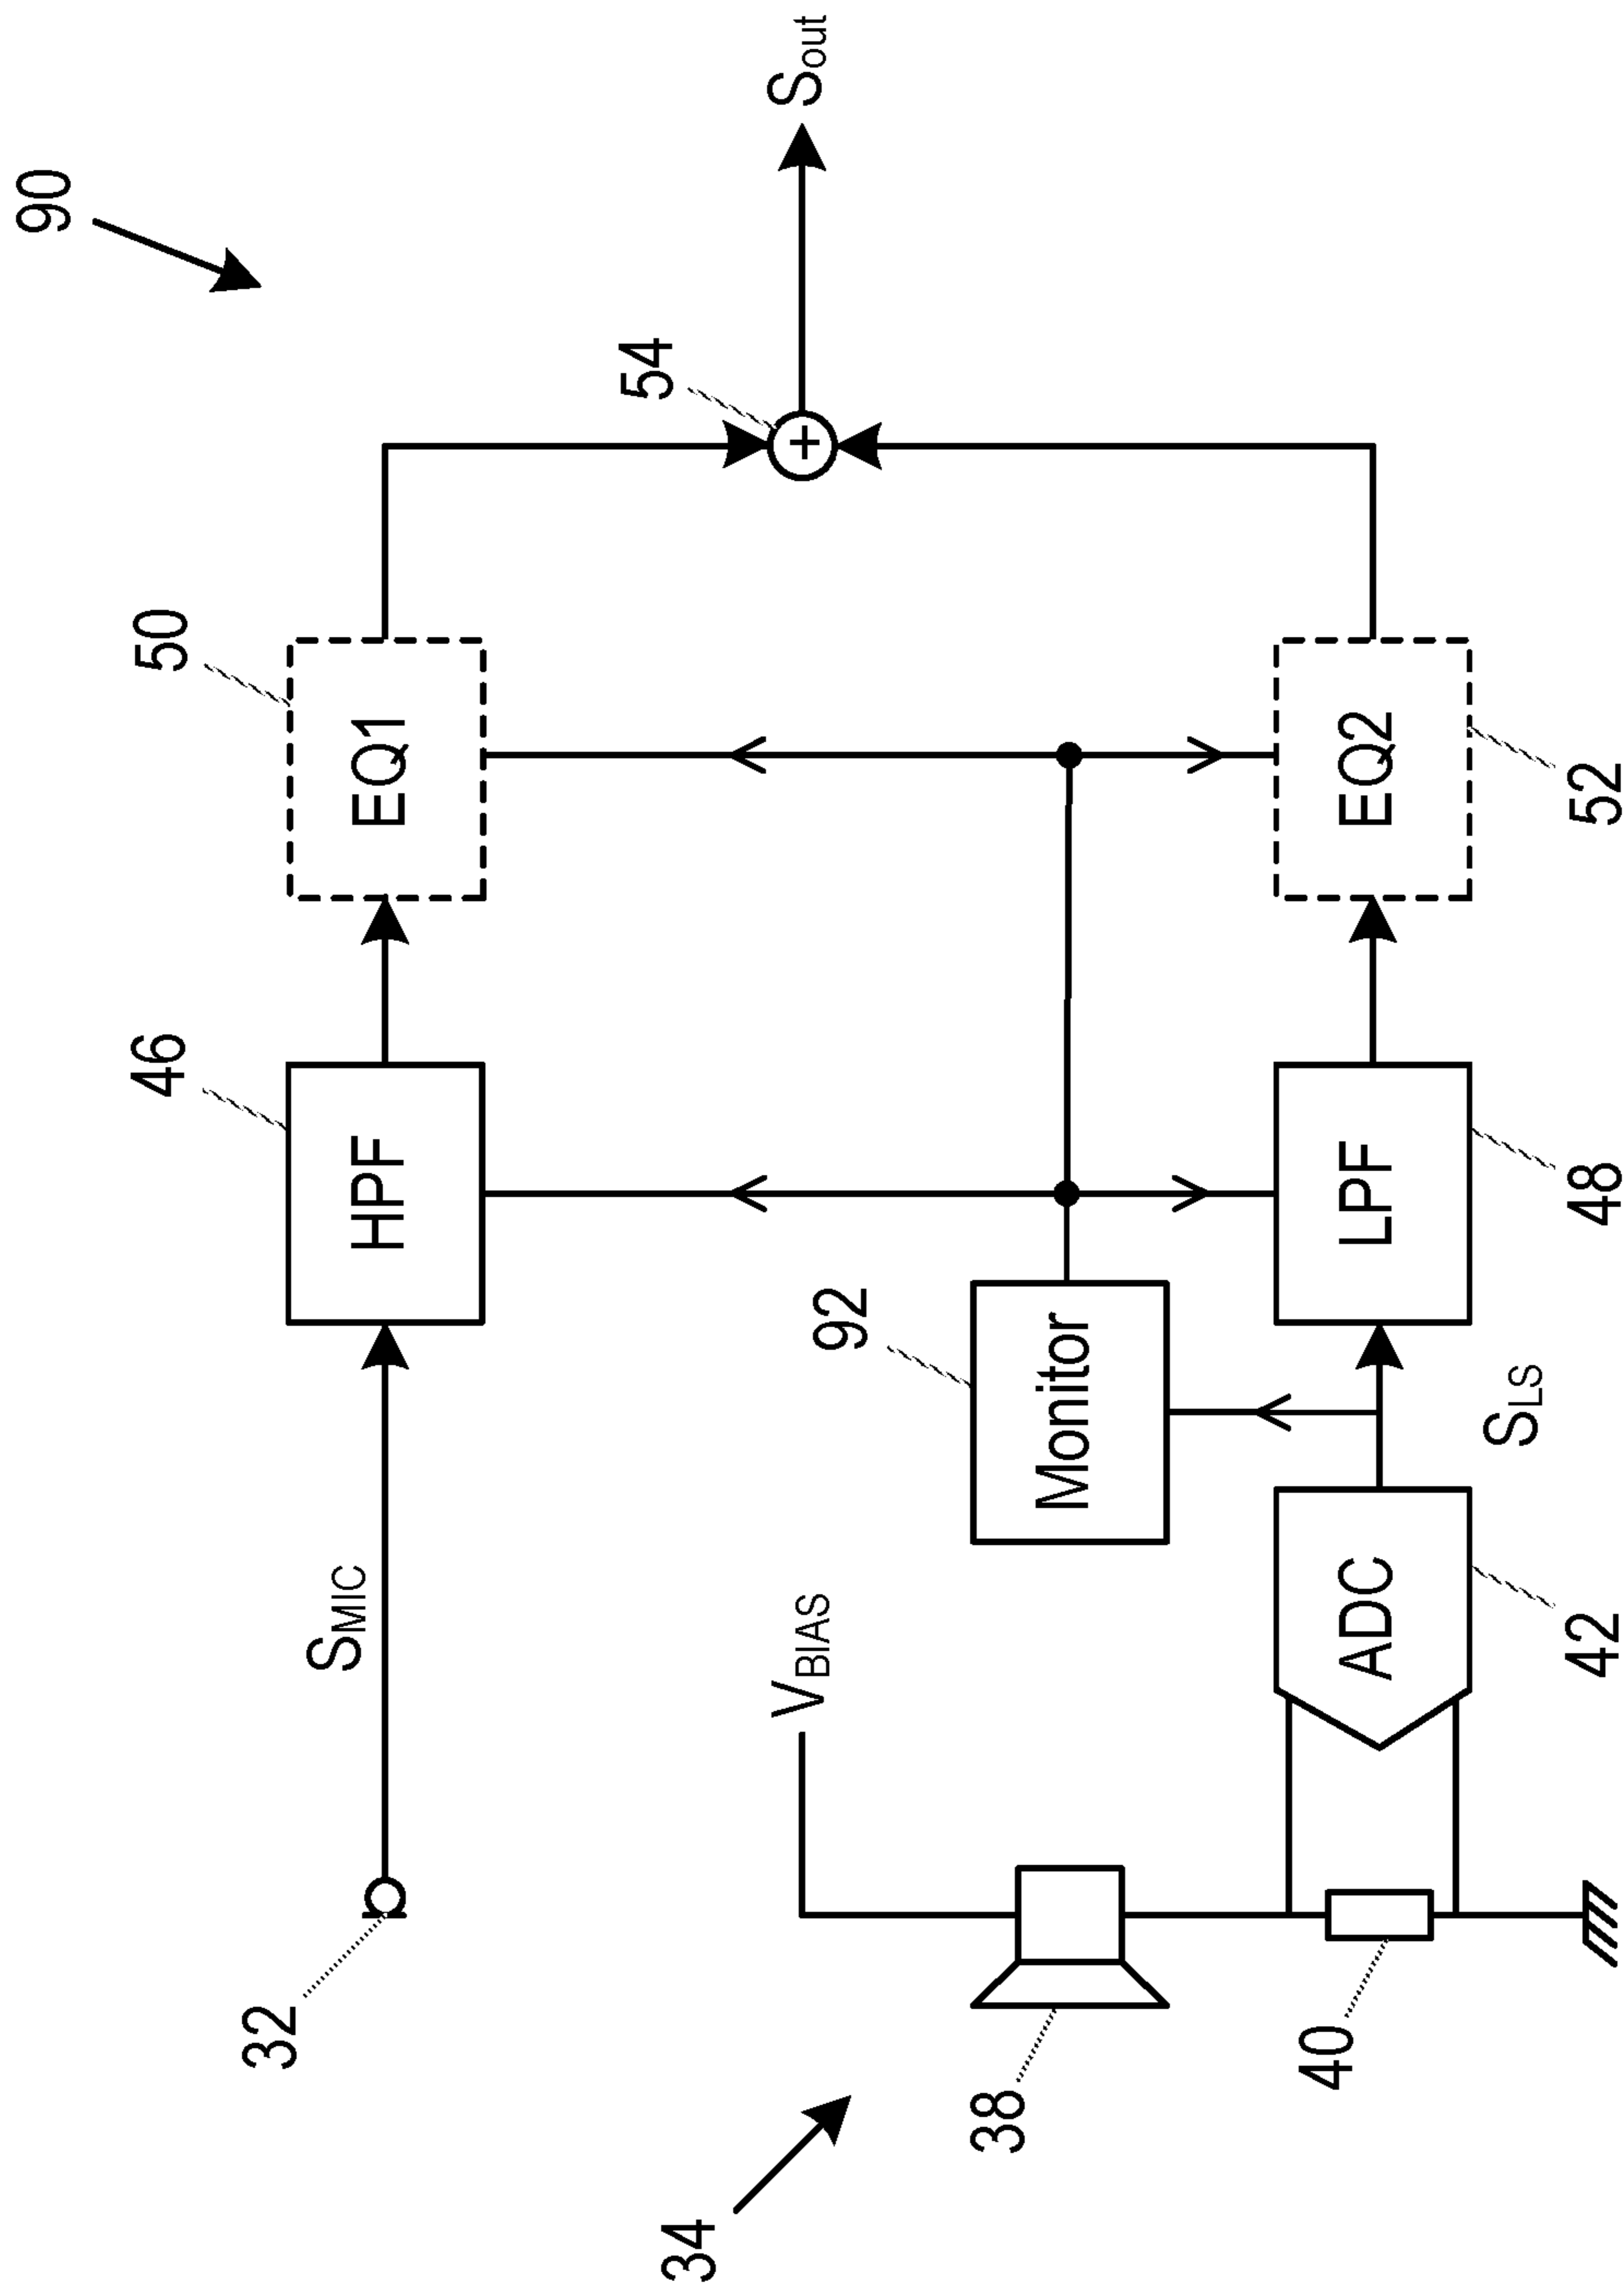 90
32
SMIC
46
HPF
50
EQ1
54
Sout
34
38
VBIAS
92
Monitor
40
42
ADC
SLS
48
LPF
52
EQ2
+